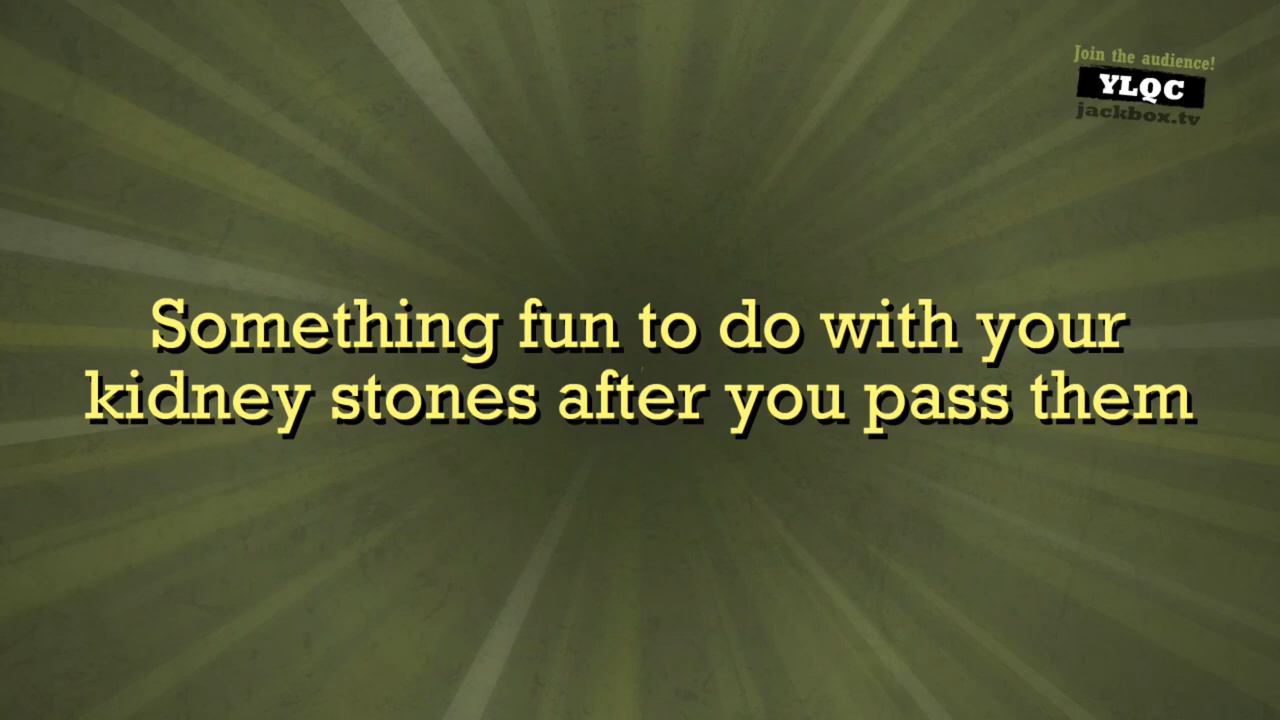 Join the audience!
YLQC
jackbox.tv
Something fun to do with your
kidney stones after you pass them